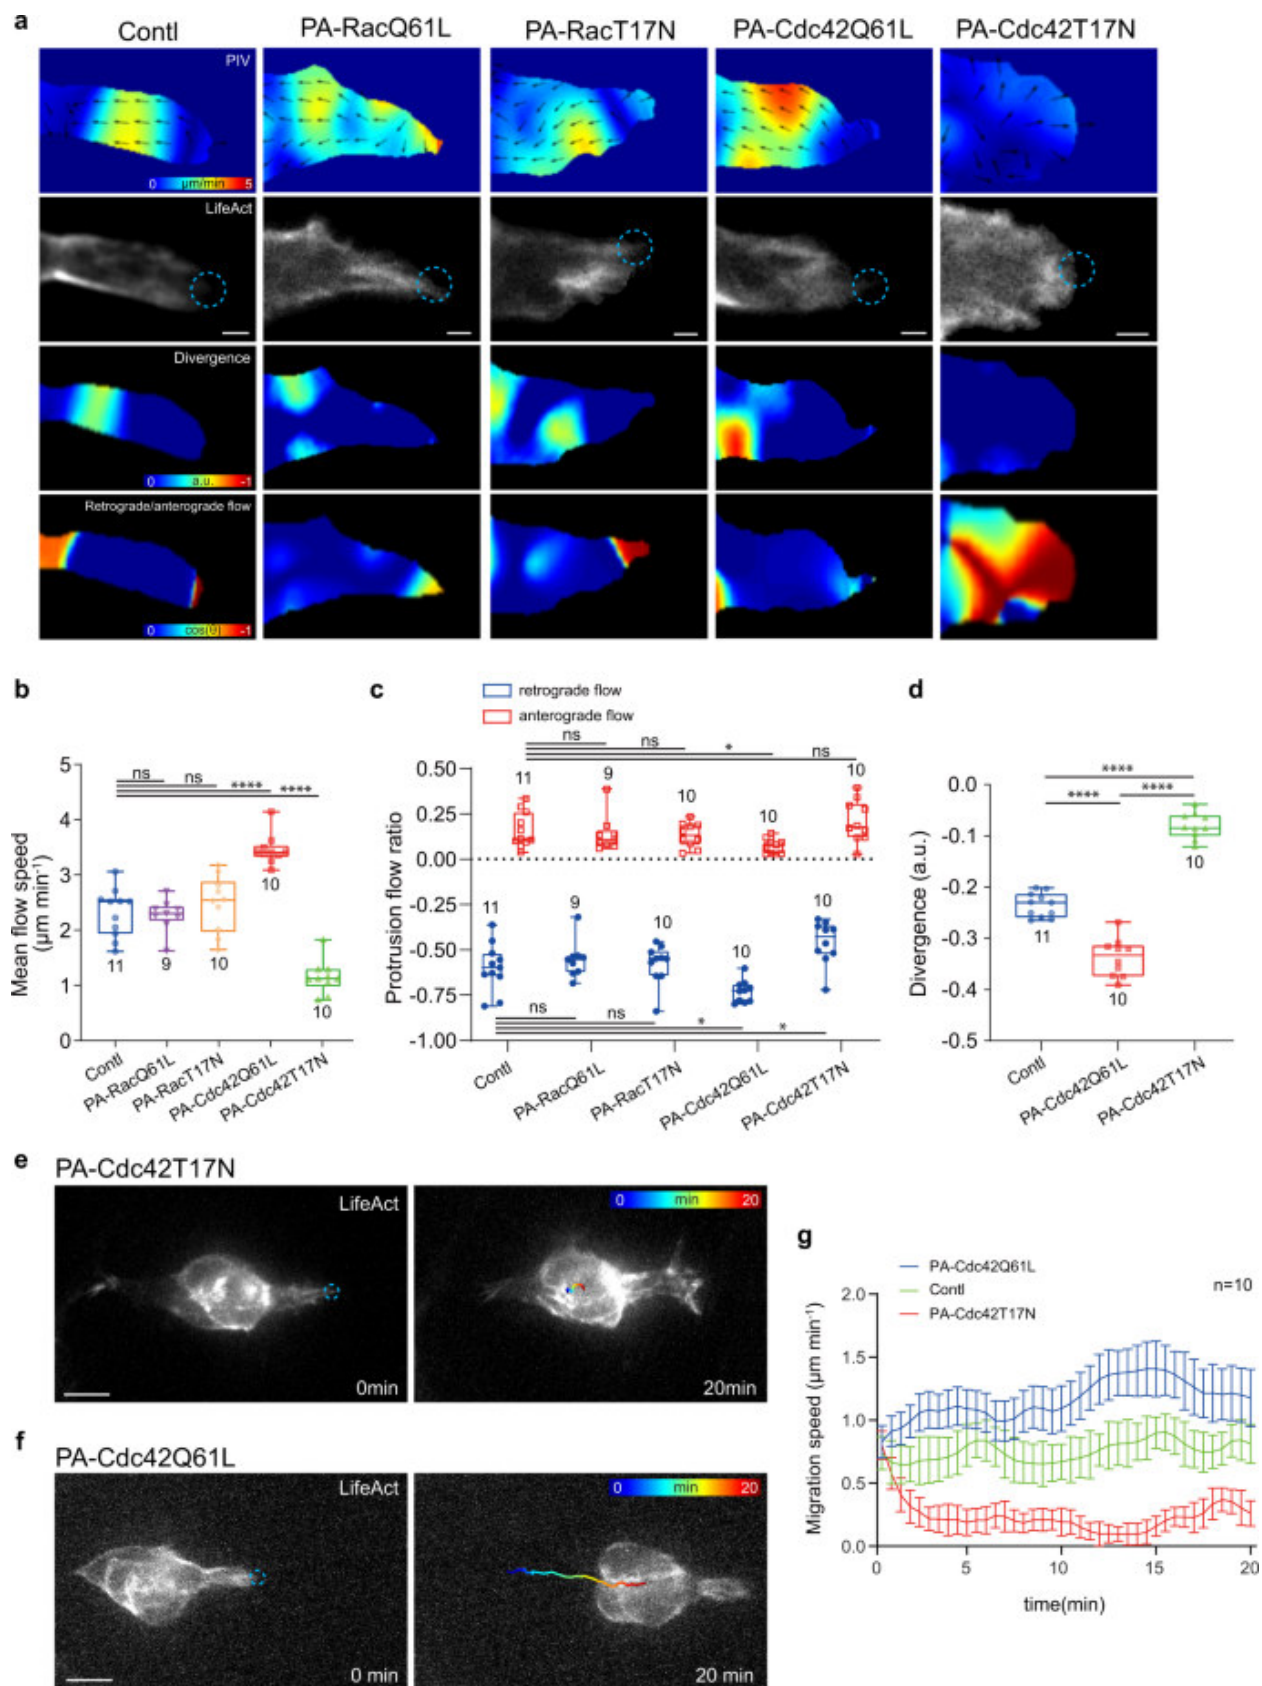 a
Contl PA-RacQ61L PA-RacT17N PA-Cdc42Q61L PA-Cdc42T17N
PIV
0 µm/min 5
LifeAct
Divergence
0 a.u. -1
Retrograde/anterograde flow
0 cos(θ) -1
b
Mean flow speed
(µm min⁻¹)
5
4
3
2
1
0
ns ns **** ****
11 9 10 10 10
Contl PA-RacQ61L PA-RacT17N PA-Cdc42Q61L PA-Cdc42T17N
c
retrograde flow
anterograde flow
Protrusion flow ratio
0.50
0.25
0.00
-0.25
-0.50
-0.75
-1.00
ns ns * ns
11 9 10 10 10
11 9 10 10 10
ns ns * *
Contl PA-RacQ61L PA-RacT17N PA-Cdc42Q61L PA-Cdc42T17N
d
Divergence (a.u.)
0.0
-0.1
-0.2
-0.3
-0.4
-0.5
****
**** ****
11 10 10
Contl PA-Cdc42Q61L PA-Cdc42T17N
e
PA-Cdc42T17N
LifeAct
0min
0 min 20
20min
f
PA-Cdc42Q61L
LifeAct
0 min
0 min 20
20 min
g
PA-Cdc42Q61L
Contl
PA-Cdc42T17N
n=10
Migration speed (µm min⁻¹)
2.0
1.5
1.0
0.5
0.0
0 5 10 15 20
time(min)